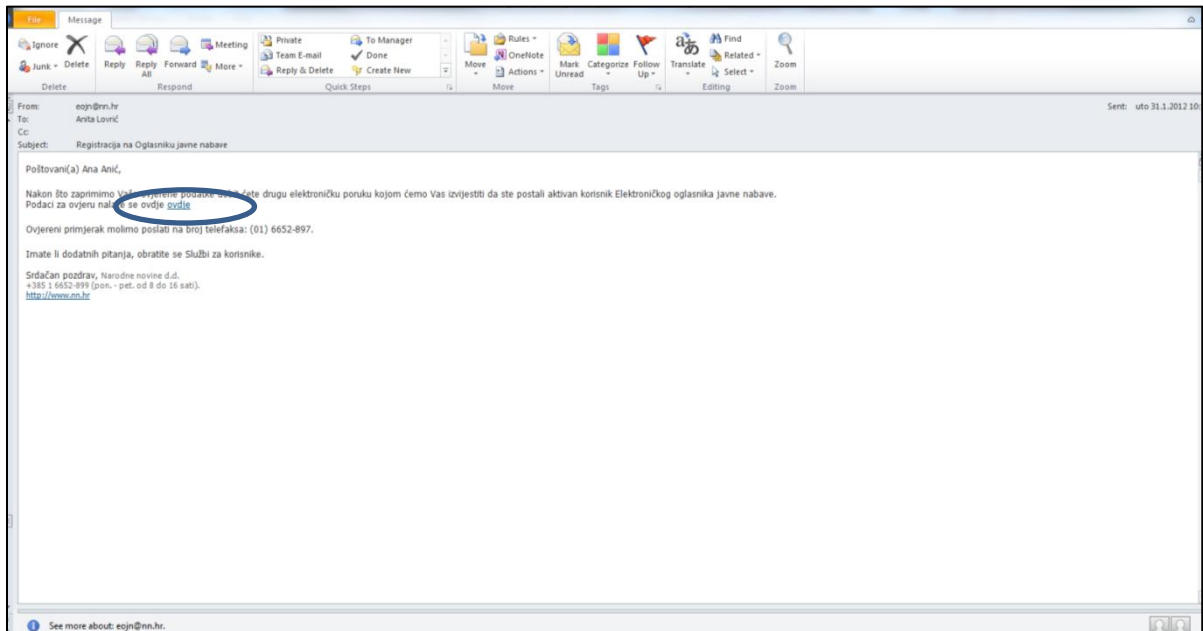 File Message
Ignore
Junk
Delete
Reply
Reply All
Forward
Meeting
More
Private
Team E-mail
Reply & Delete
To Manager
Done
Create New
Move
Rules
OneNote
Actions
Mark Unread
Categorize
Follow Up
Translate
Find
Related
Select
Zoom
Delete Respond Quick Steps Move Tags Editing Zoom
From: eojn@nn.hr Sent: uto 31.1.2012 10:
To: Anita Lovrić
Cc:
Subject: Registracija na Oglasniku javne nabave
Poštovani(a) Ana Anić,
Nakon što zaprimimo ovjerene podatke ćete drugu elektroničku poruku kojom ćemo Vas izvijestiti da ste postali aktivan korisnik Elektroničkog oglasnika javne nabave.
Podaci za ovjeru nalaze se ovdje ovdje
Ovjereni primjerak molimo poslati na broj telefaksa: (01) 6652-897.
Imate li dodatnih pitanja, obratite se Službi za korisnike.
Srdačan pozdrav, Narodne novine d.d.
+385 1 6652-899 (pon. - pet. od 8 do 16 sati).
http://www.nn.hr
See more about: eojn@nn.hr.